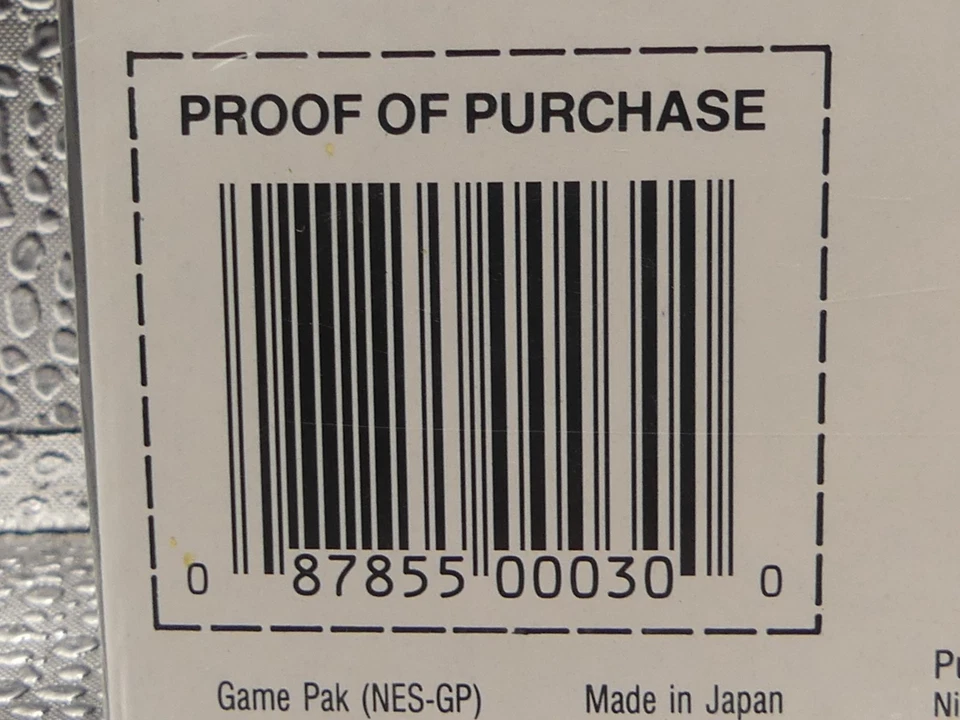 PROOF OF PURCHASE
0 87855 00030 0
Game Pak (NES-GP) Made in Japan